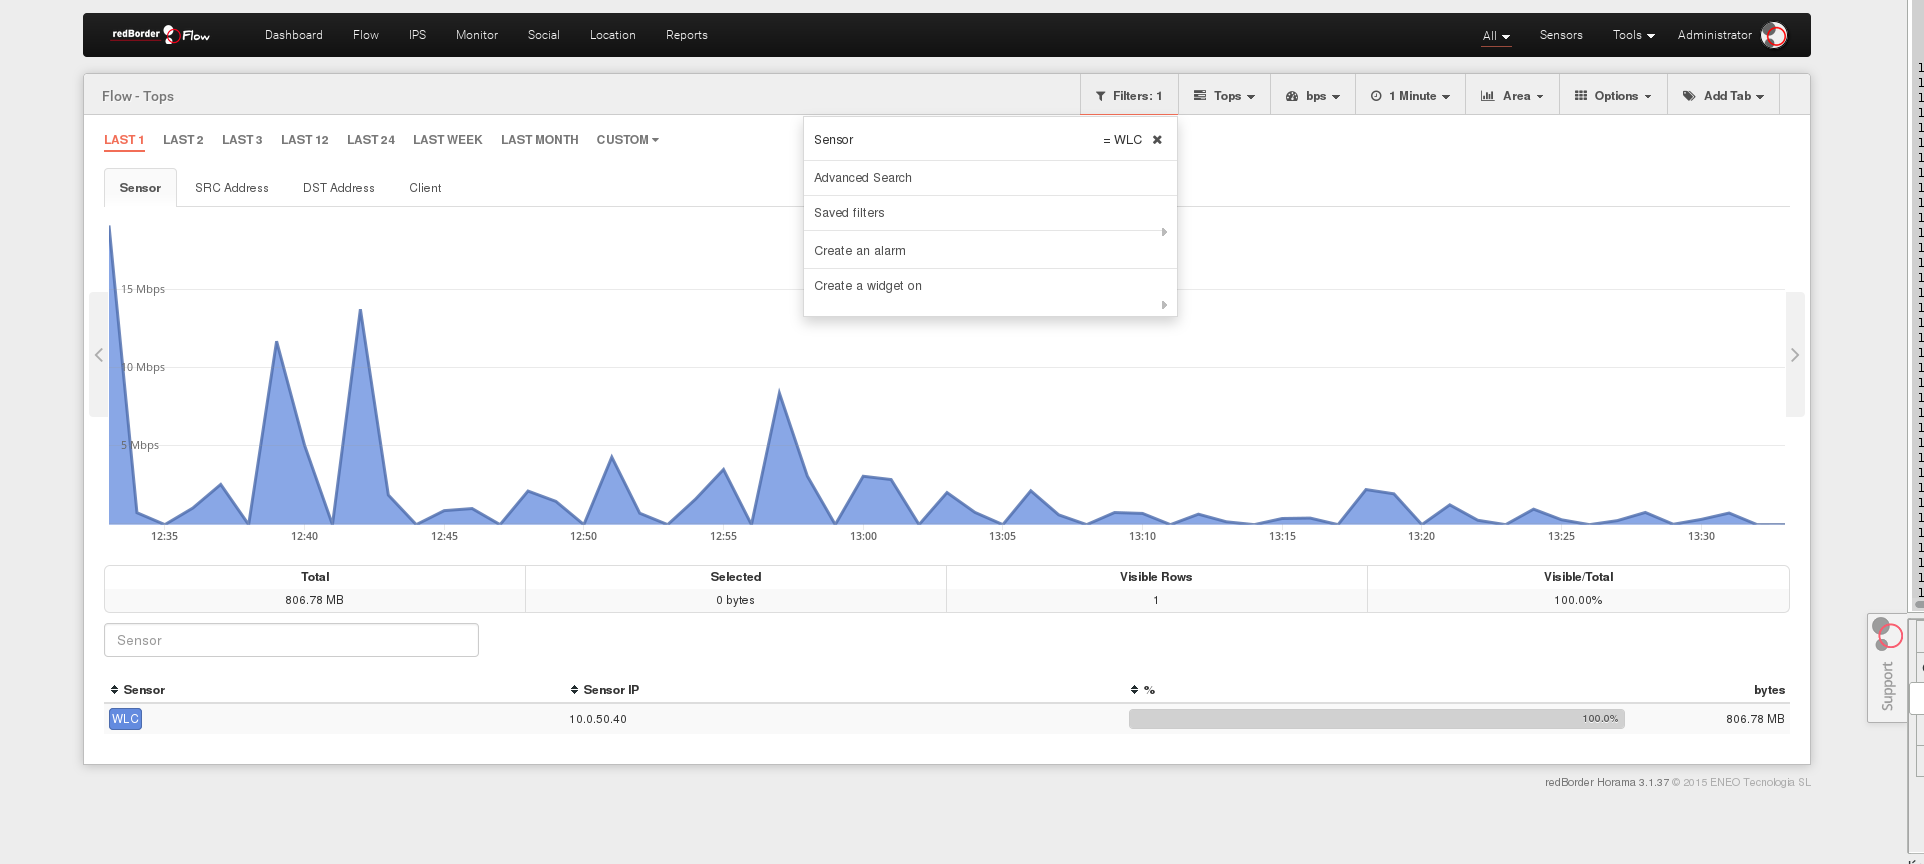 redBorder Flow Dashboard Flow IPS Monitor Social Location Reports All Sensors Tools Administrator
Flow - Tops Filters: 1 Tops bps 1 Minute Area Options Add Tab
LAST 1 LAST 2 LAST 3 LAST 12 LAST 24 LAST WEEK LAST MONTH CUSTOM
Sensor = WLC
Advanced Search
Saved filters
Create an alarm
Create a widget on
Sensor SRC Address DST Address Client
15 Mbps
10 Mbps
5 Mbps
12:35 12:40 12:45 12:50 12:55 13:00 13:05 13:10 13:15 13:20 13:25 13:30
Total Selected Visible Rows Visible/Total
806.78 MB 0 bytes 1 100.00%
Sensor
Sensor Sensor IP % bytes
WLC 10.0.50.40 100.0% 806.78 MB
Support
redBorder Horama 3.1.37 © 2015 ENEO Tecnologia SL